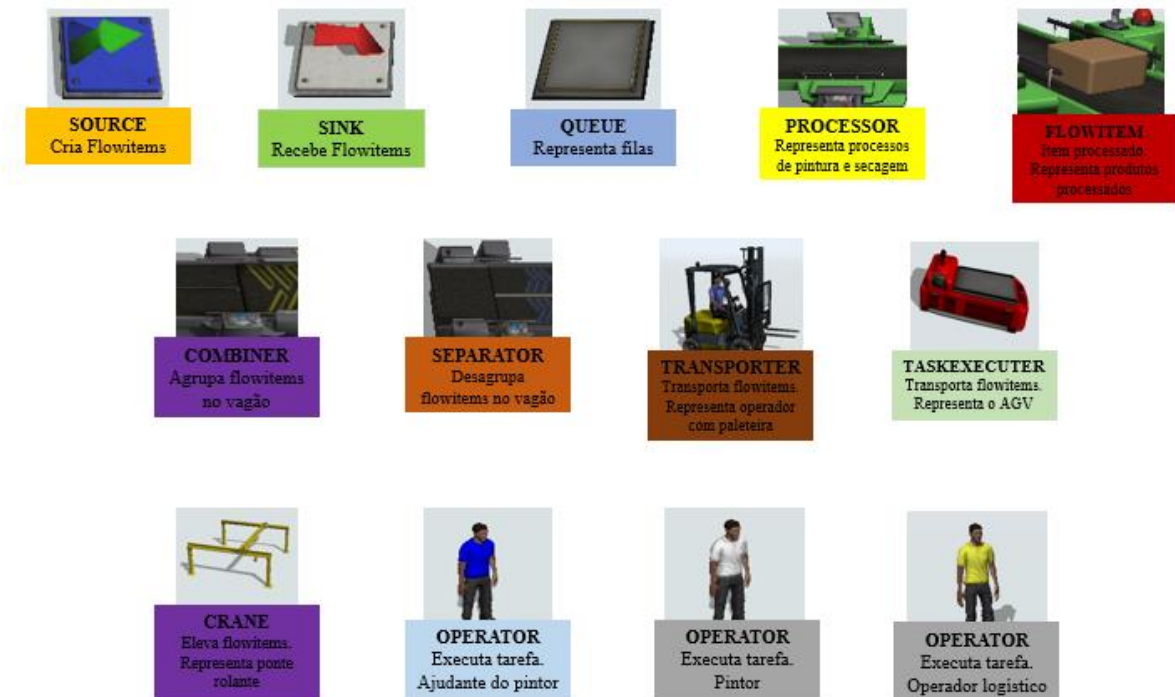 SOURCE
Cria Flowitems
SINK
Recebe Flowitems
QUEUE
Representa filas
PROCESSOR
Representa processos
de pintura e secagem
FLOWITEM
Item processado.
Representa produtos
processados
COMBINER
Agrupa flowitems
no vagão
SEPARATOR
Desagrupa
flowitems no vagão
TRANSPORTER
Transporta flowitems.
Representa operador
com paleteira
TASKEXECUTER
Transporta flowitems.
Representa o AGV
CRANE
Eleva flowitems.
Representa ponte
rolante
OPERATOR
Executa tarefa.
Ajudante do pintor
OPERATOR
Executa tarefa.
Pintor
OPERATOR
Executa tarefa.
Operador logístico